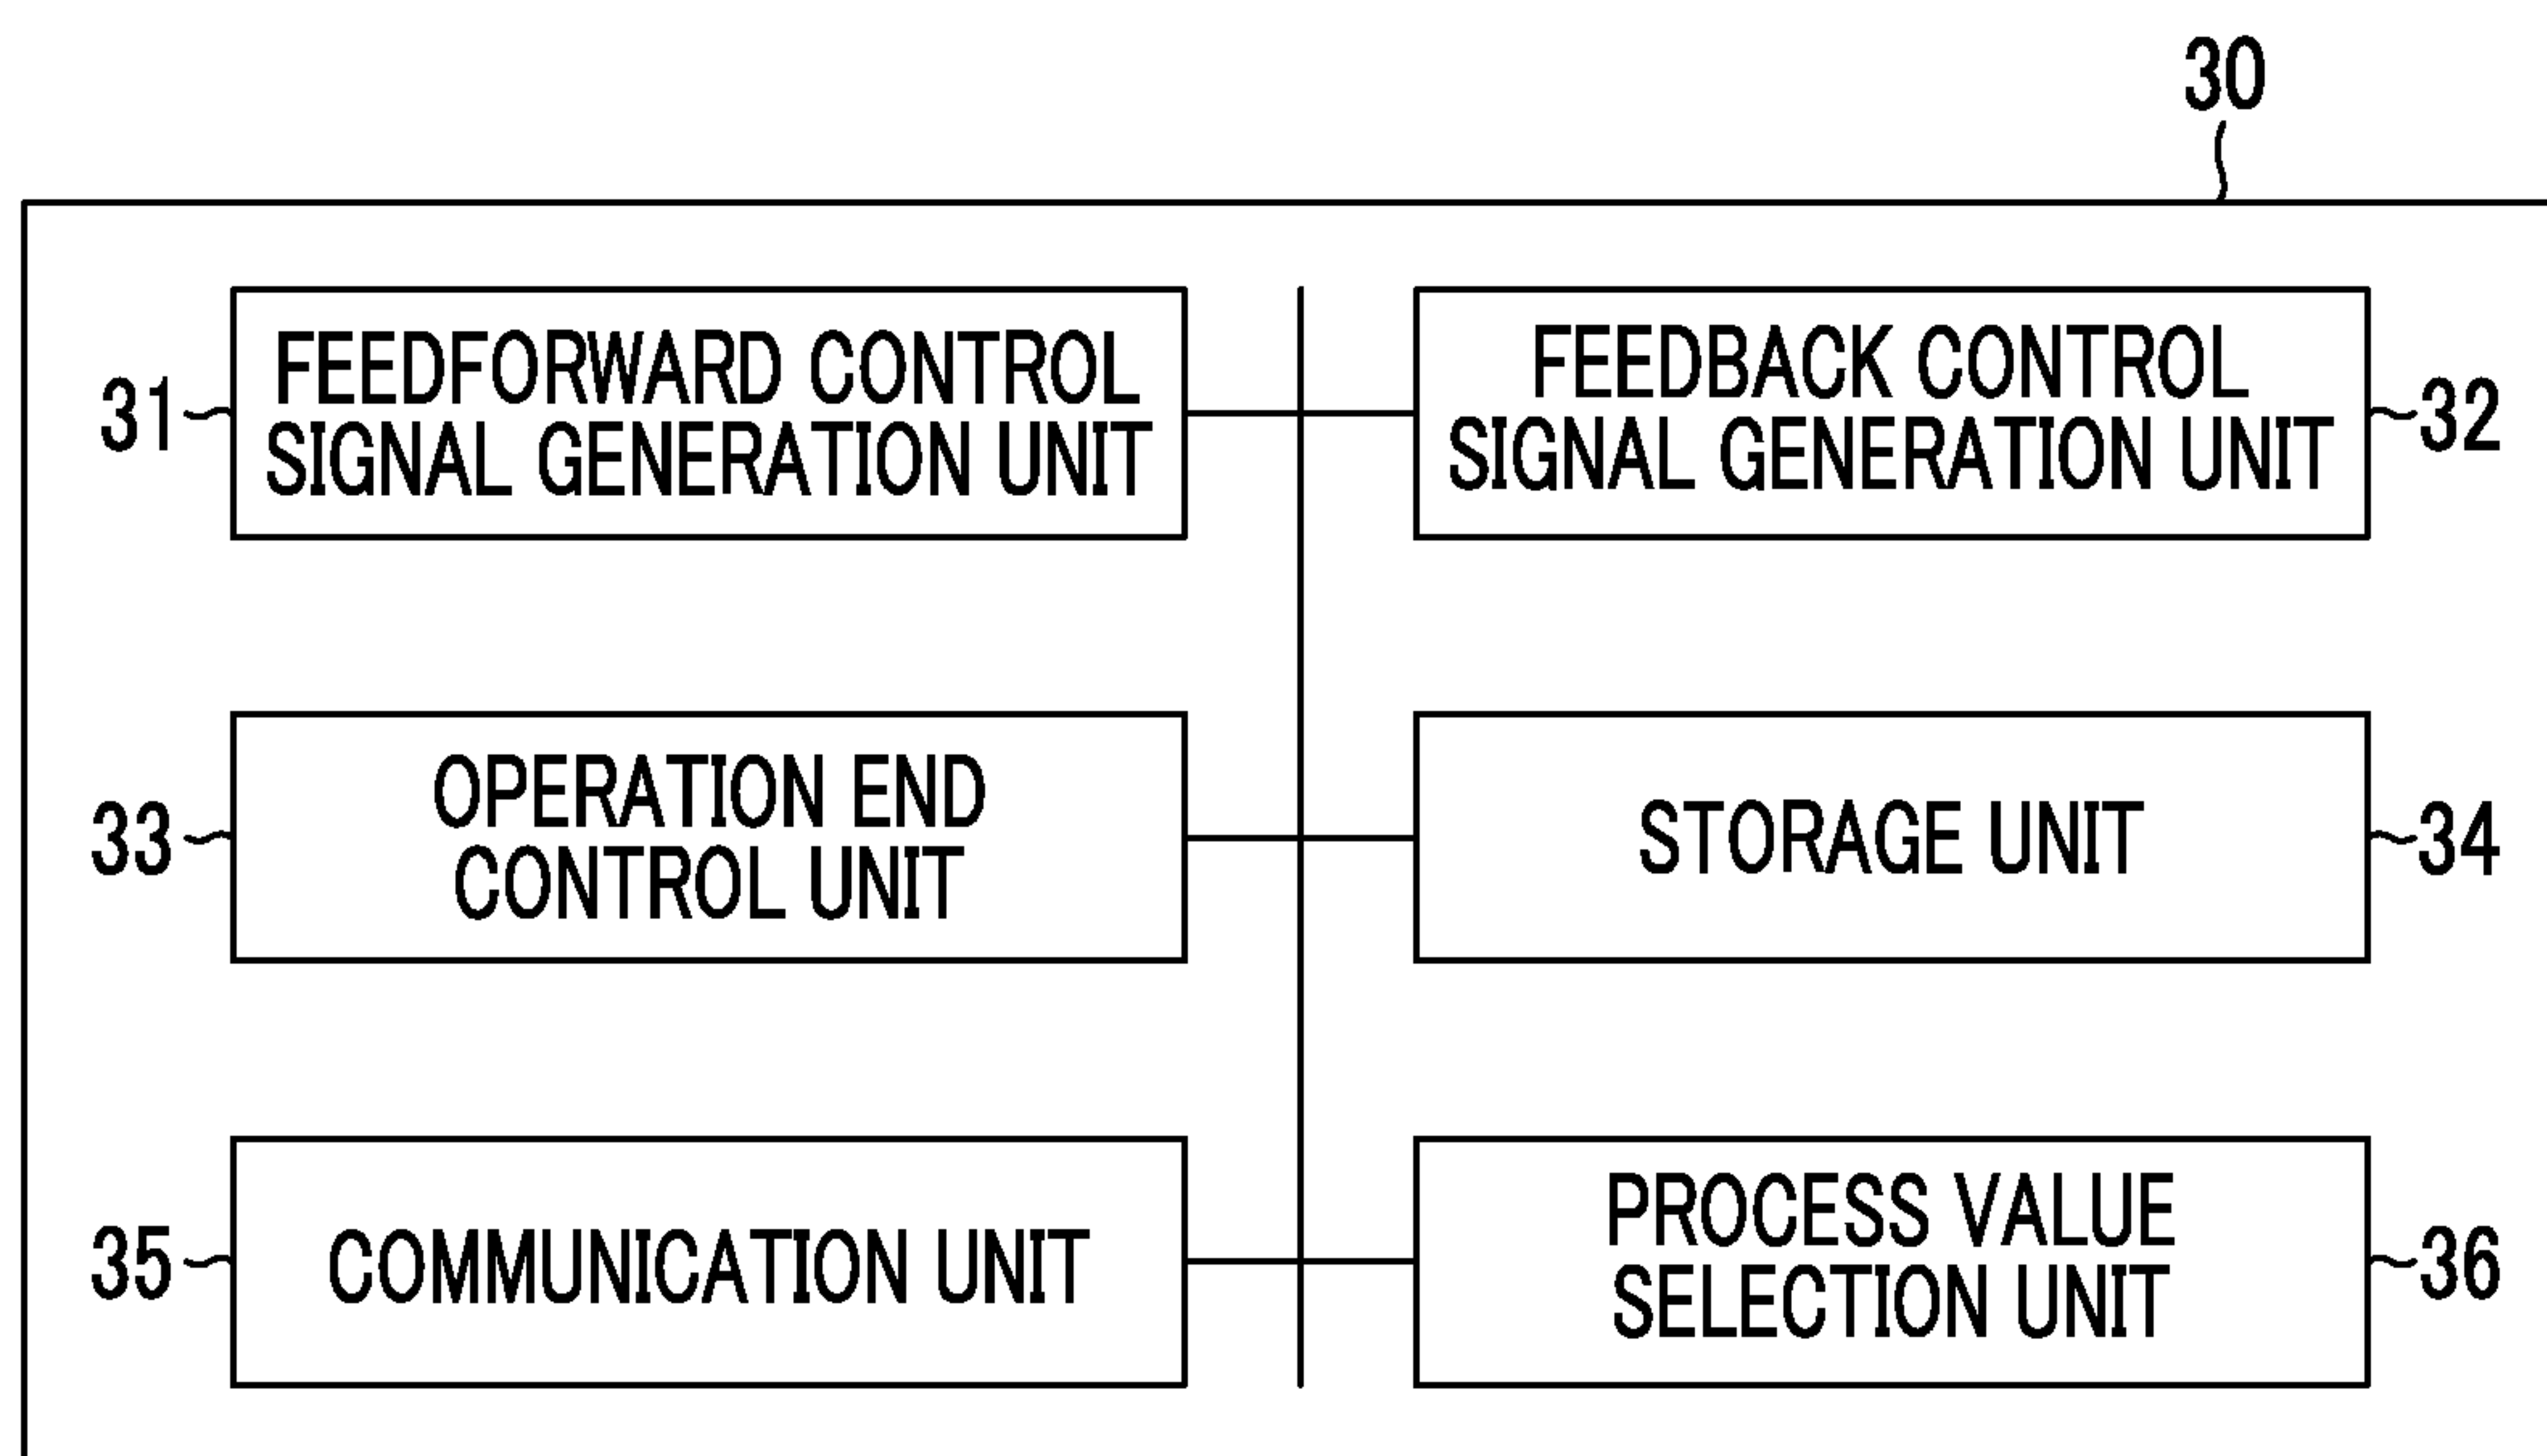 30
31
FEEDFORWARD CONTROL
SIGNAL GENERATION UNIT
FEEDBACK CONTROL
SIGNAL GENERATION UNIT
32
33
OPERATION END
CONTROL UNIT
STORAGE UNIT
34
35
COMMUNICATION UNIT
PROCESS VALUE
SELECTION UNIT
36